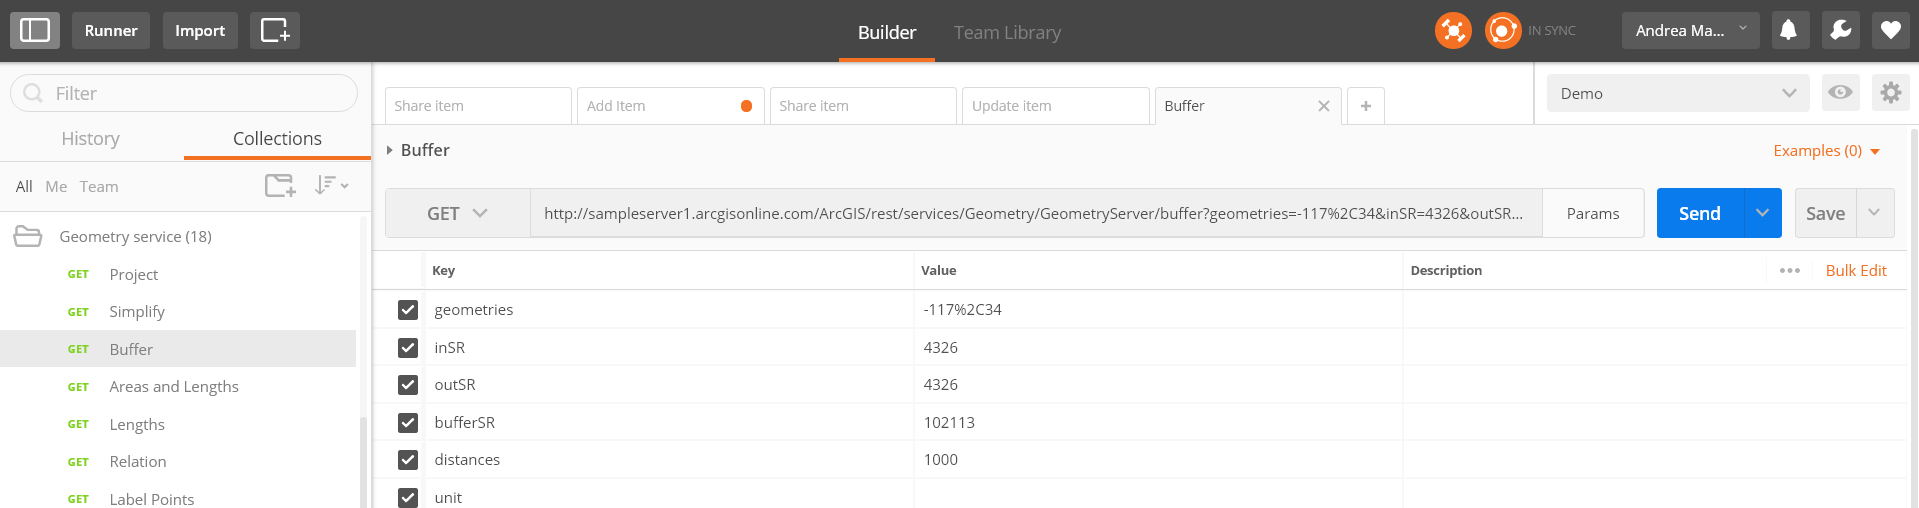 Runner Import Builder Team Library IN SYNC Andrea Ma...
Filter
History Collections
All Me Team
Geometry service (18)
GET Project
GET Simplify
GET Buffer
GET Areas and Lengths
GET Lengths
GET Relation
GET Label Points
Share item Add Item Share item Update item Buffer
Demo
Buffer
Examples (0)
GET http://sampleserver1.arcgisonline.com/ArcGIS/rest/services/Geometry/GeometryServer/buffer?geometries=-117%2C34&inSR=4326&outSR... Params Send Save
Key Value Description Bulk Edit
geometries -117%2C34
inSR 4326
outSR 4326
bufferSR 102113
distances 1000
unit